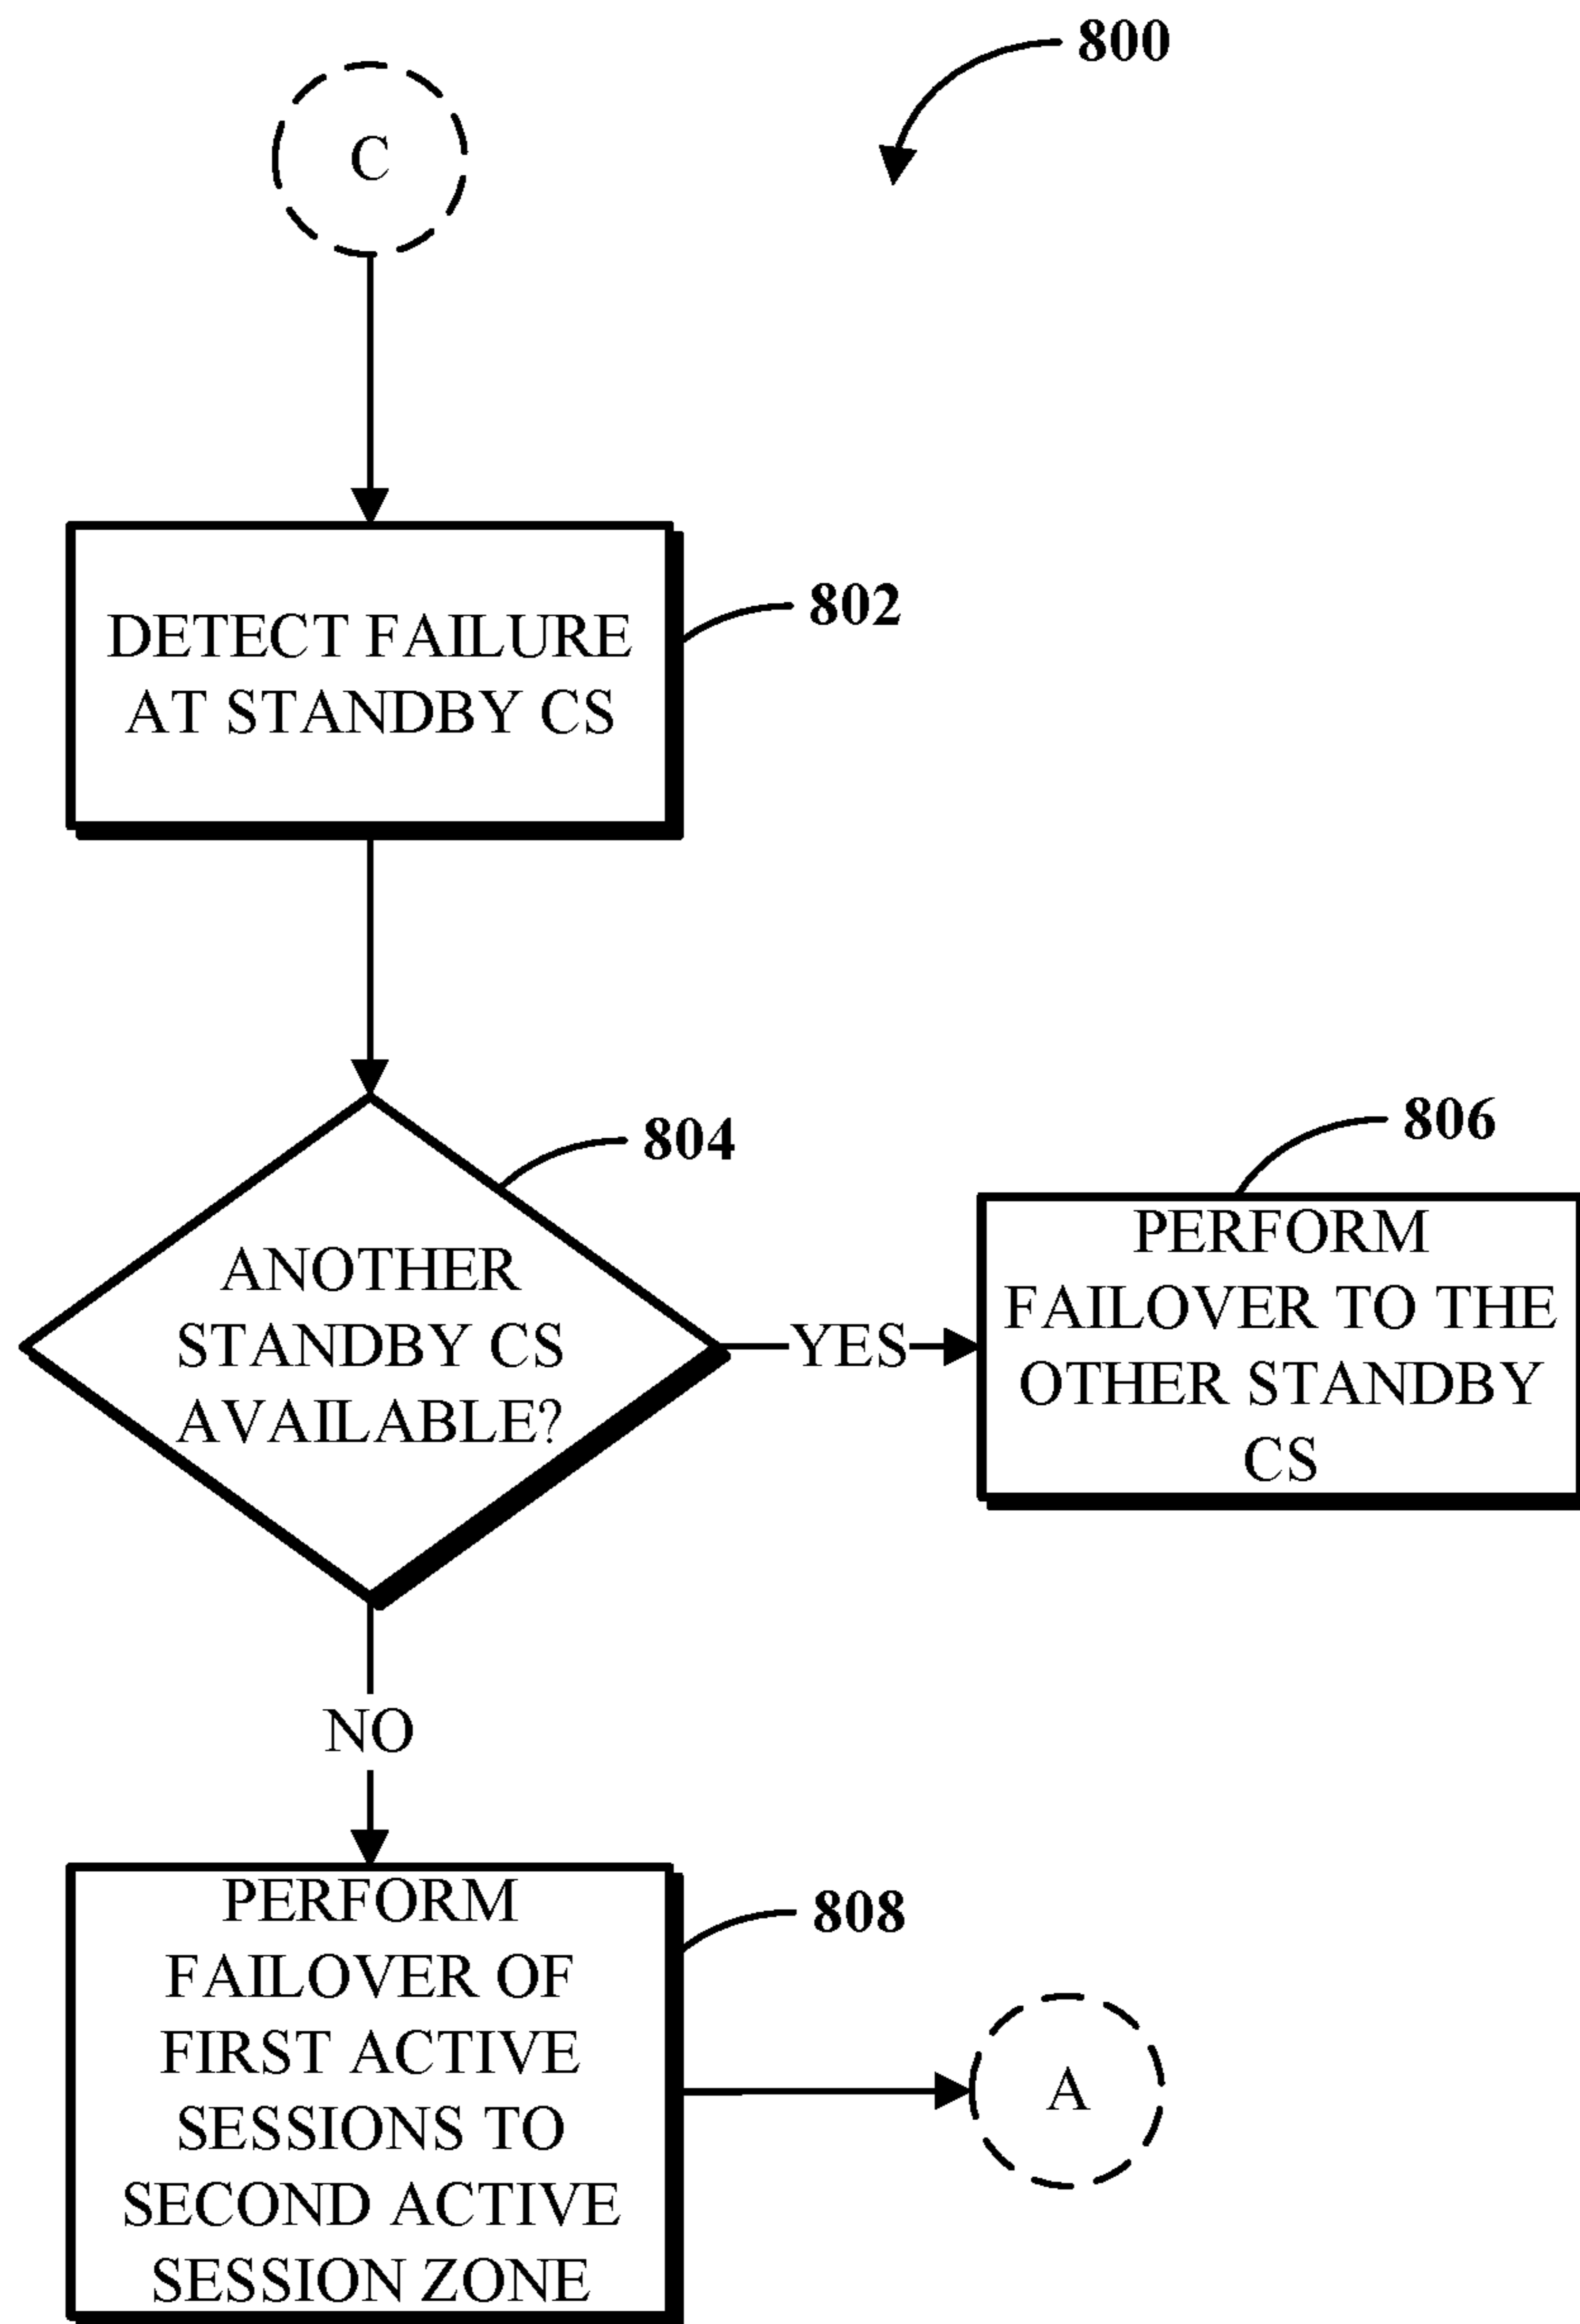 800
C
DETECT FAILURE
AT STANDBY CS
802
804
ANOTHER
STANDBY CS
AVAILABLE?
YES
806
PERFORM
FAILOVER TO THE
OTHER STANDBY
CS
NO
PERFORM
FAILOVER OF
FIRST ACTIVE
SESSIONS TO
SECOND ACTIVE
SESSION ZONE
808
A